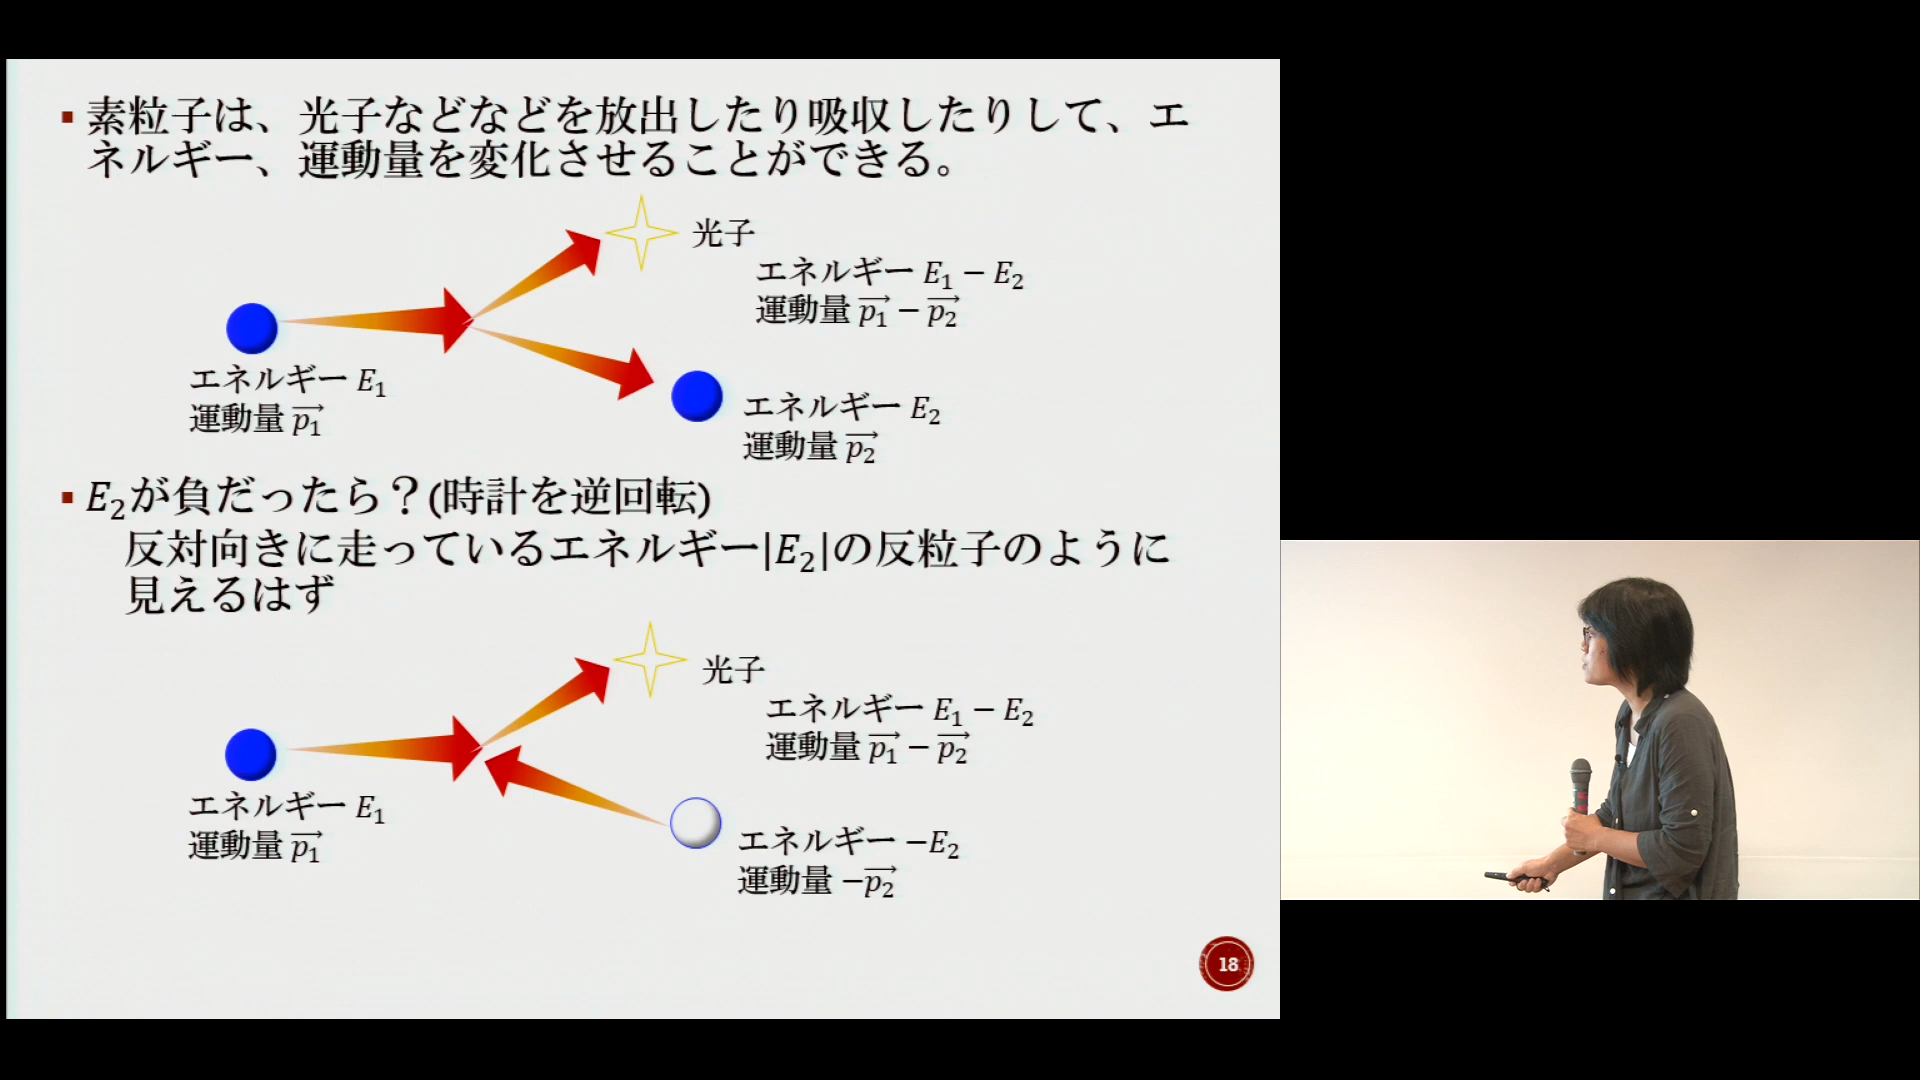 素粒子は、光子などなどを放出したり吸収したりして、エ
ネルギー、運動量を変化させることができる。
光子
エネルギー E₁ − E₂
運動量 p₁⃗ − p₂⃗
エネルギー E₁
運動量 p₁⃗
エネルギー E₂
運動量 p₂⃗
E₂が負だったら？(時計を逆回転)
反対向きに走っているエネルギー|E₂|の反粒子のように
見えるはず
光子
エネルギー E₁ − E₂
運動量 p₁⃗ − p₂⃗
エネルギー E₁
運動量 p₁⃗
エネルギー −E₂
運動量 −p₂⃗
18